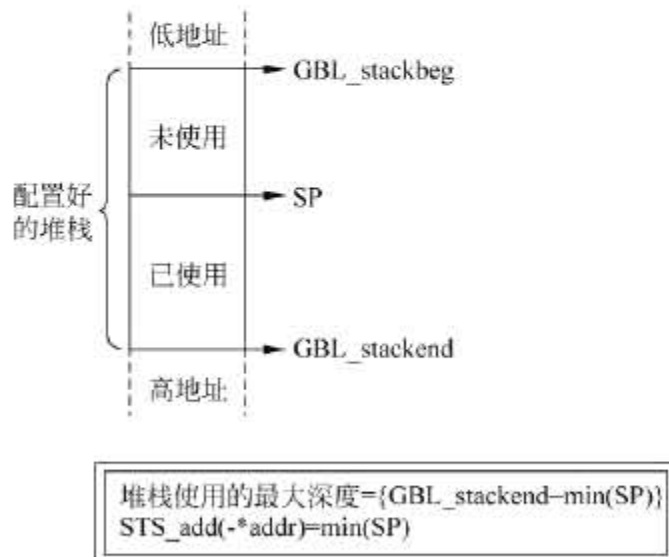 低地址
GBL_stackbeg
未使用
配置好
的堆栈
SP
已使用
GBL_stackend
高地址
堆栈使用的最大深度={GBL_stackend−min(SP)}
STS_add(-*addr)=min(SP)